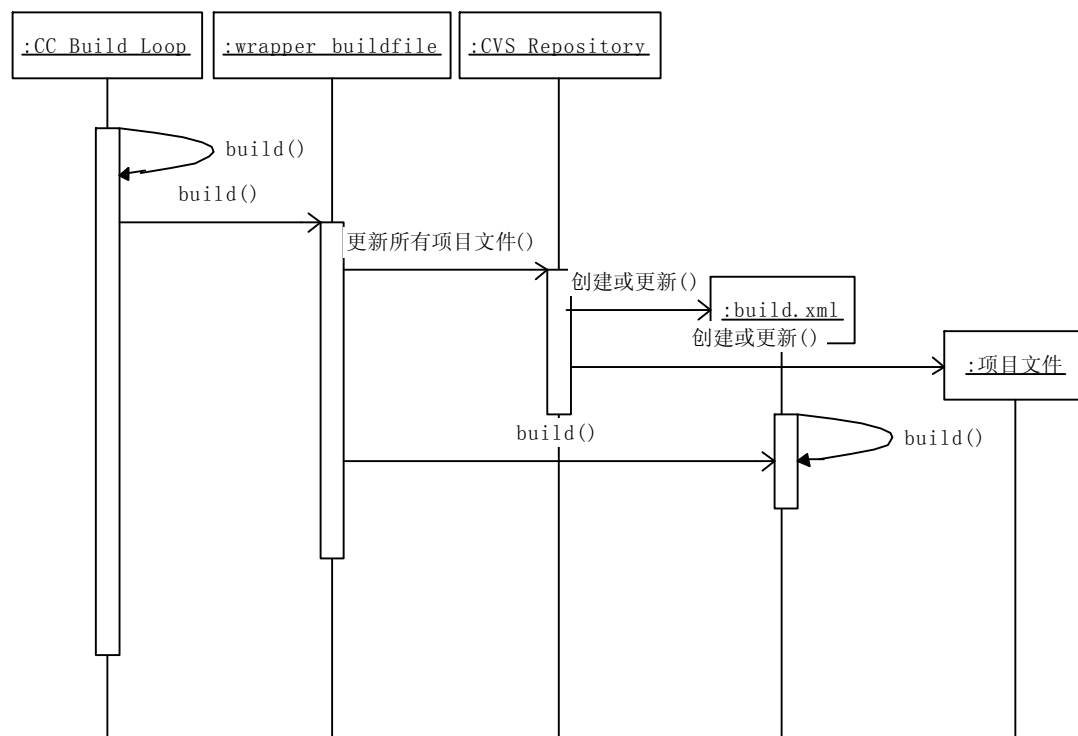 :CC Build Loop
:wrapper buildfile
:CVS Repository
build()
build()
更新所有项目文件()
创建或更新()
:build.xml
创建或更新()
:项目文件
build()
build()